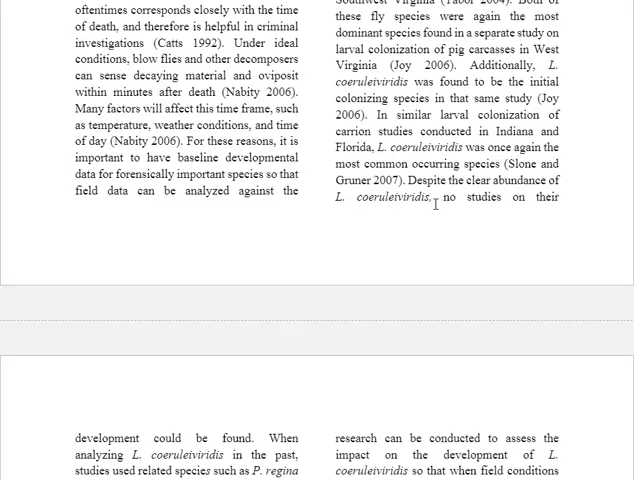 oftentimes corresponds closely with the time
of death, and therefore is helpful in criminal
investigations (Catts 1992). Under ideal
conditions, blow flies and other decomposers
can sense decaying material and oviposit
within minutes after death (Nabity 2006).
Many factors will affect this time frame, such
as temperature, weather conditions, and time
of day (Nabity 2006). For these reasons, it is
important to have baseline developmental
data for forensically important species so that
field data can be analyzed against the
Southwest Virginia (Tabor 2004). Both of
these fly species were again the most
dominant species found in a separate study on
larval colonization of pig carcasses in West
Virginia (Joy 2006). Additionally, L.
coeruleiviridis was found to be the initial
colonizing species in that same study (Joy
2006). In similar larval colonization of
carrion studies conducted in Indiana and
Florida, L. coeruleiviridis was once again the
most common occurring species (Slone and
Gruner 2007). Despite the clear abundance of
L. coeruleiviridis, no studies on their
development could be found. When
analyzing L. coeruleiviridis in the past,
studies used related species such as P. regina
research can be conducted to assess the
impact on the development of L.
coeruleiviridis so that when field conditions